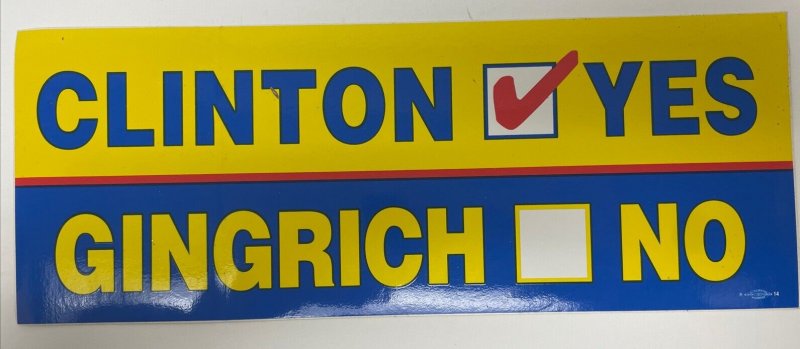 CLINTON YES
GINGRICH NO